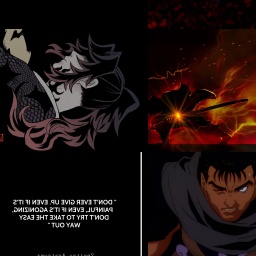 "DON'T EVER GIVE UP. EVEN IF IT'S
PAINFUL, EVEN IF IT'S AGONIZING,
DON'T TRY TO TAKE THE EASY
WAY OUT"